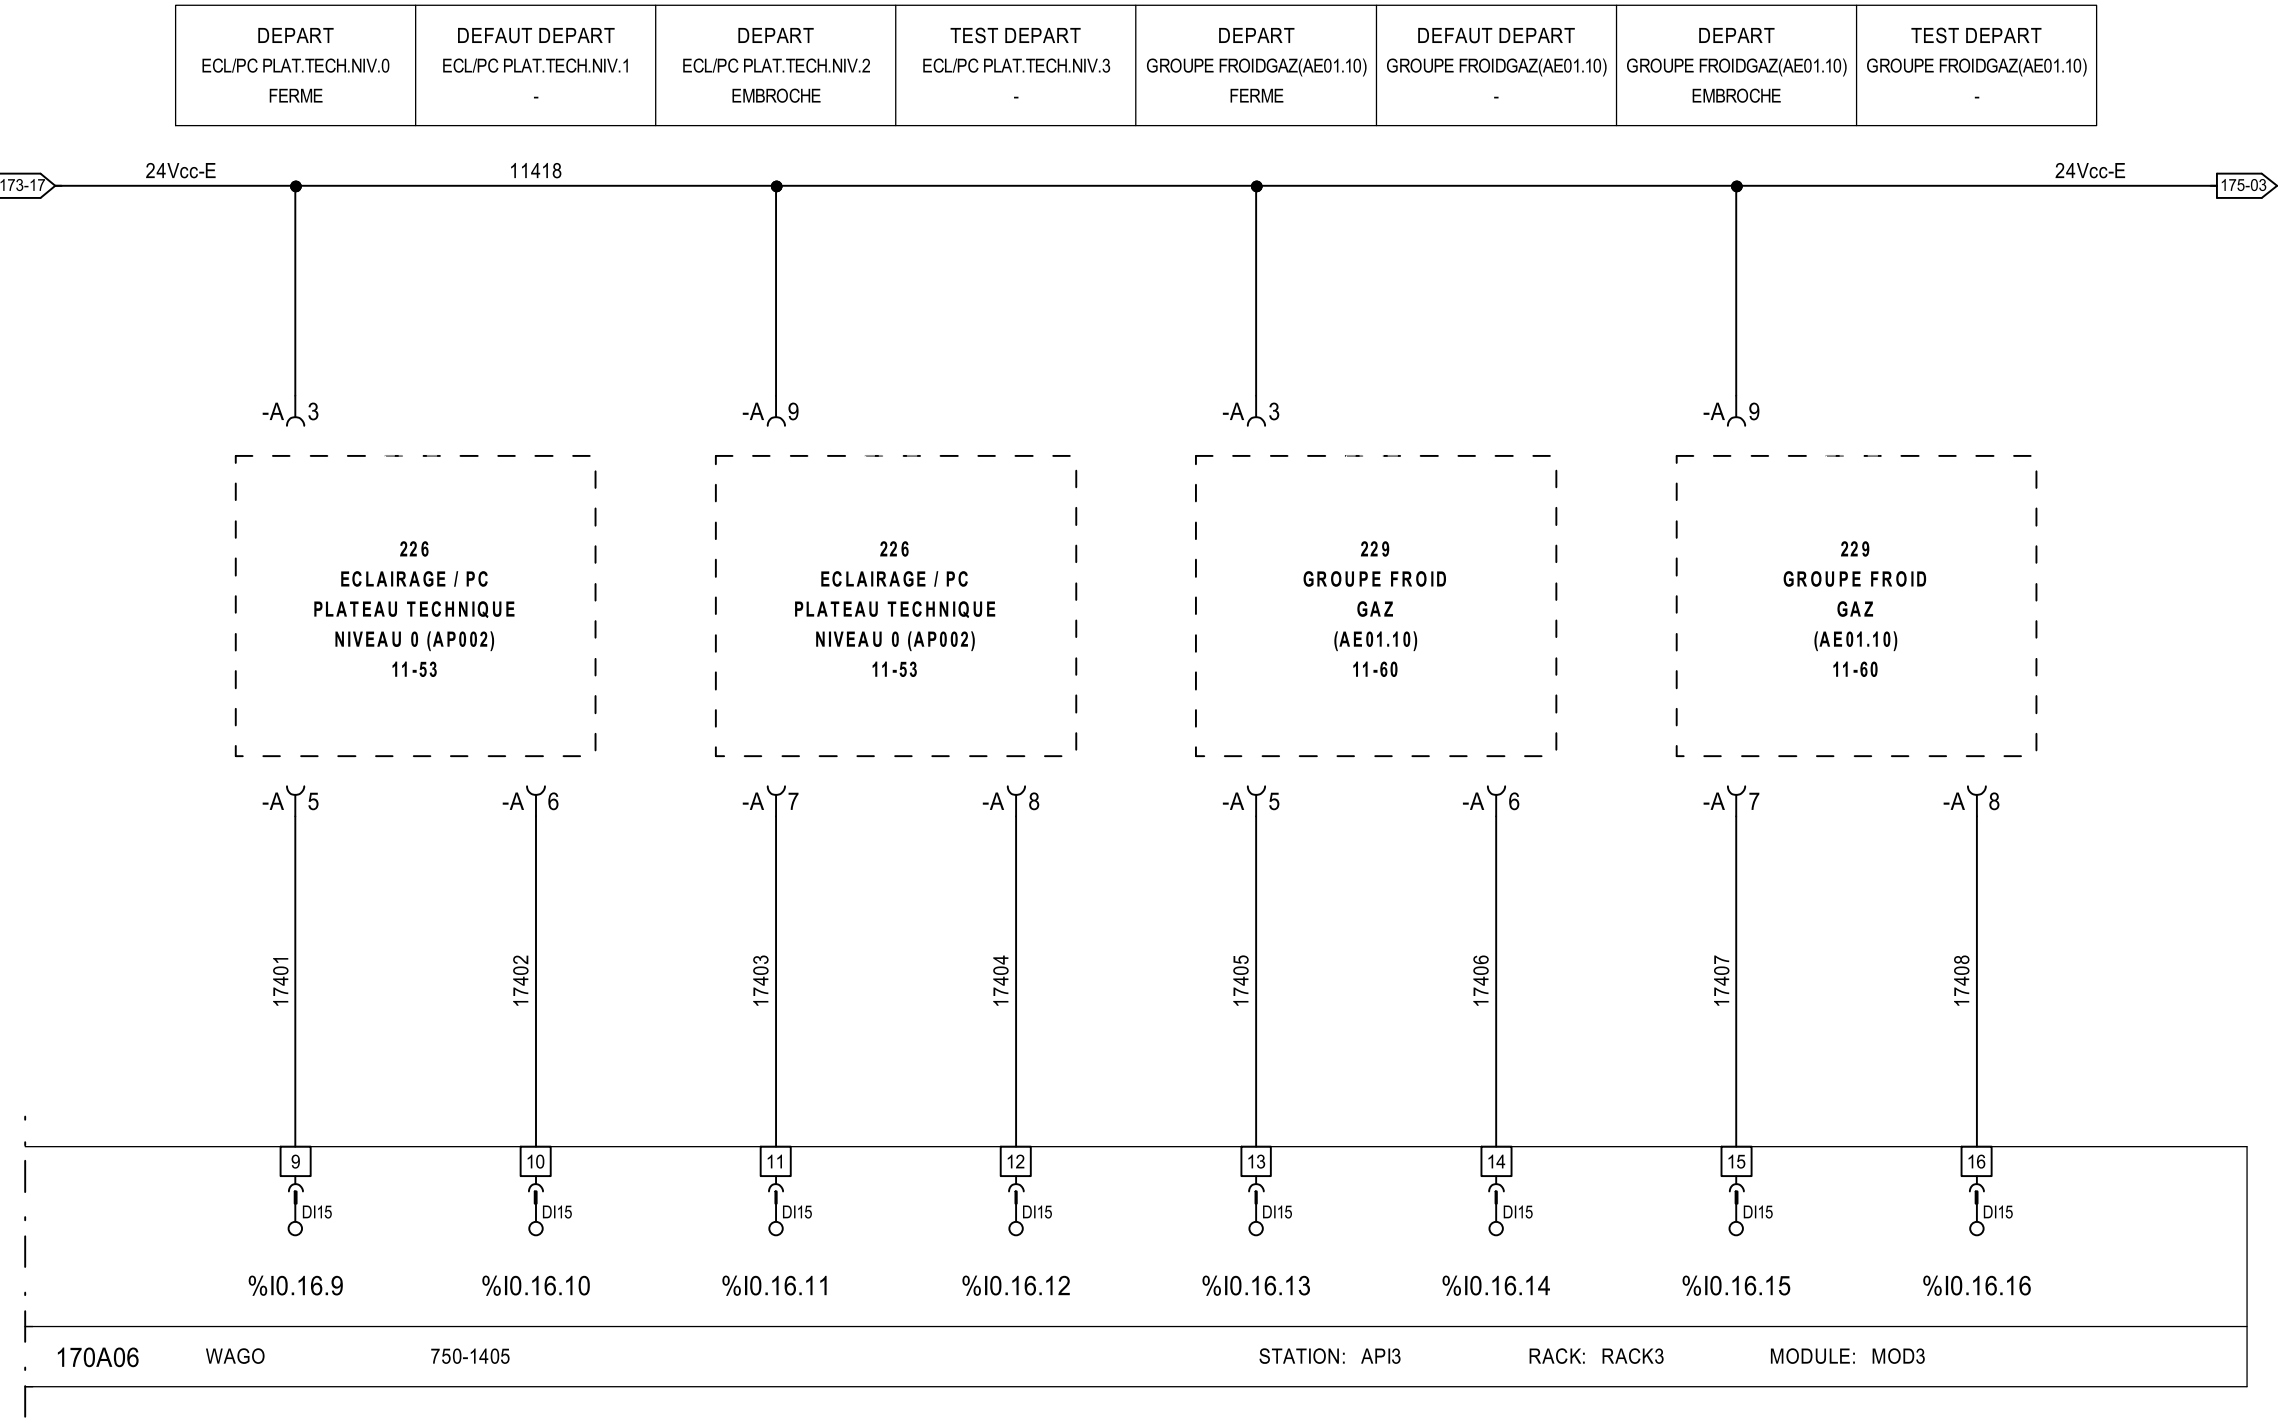 DEPART
ECL/PC PLAT.TECH.NIV.0
FERME
DEFAUT DEPART
ECL/PC PLAT.TECH.NIV.1
-
DEPART
ECL/PC PLAT.TECH.NIV.2
EMBROCHE
TEST DEPART
ECL/PC PLAT.TECH.NIV.3
-
DEPART
GROUPE FROIDGAZ(AE01.10)
FERME
DEFAUT DEPART
GROUPE FROIDGAZ(AE01.10)
-
DEPART
GROUPE FROIDGAZ(AE01.10)
EMBROCHE
TEST DEPART
GROUPE FROIDGAZ(AE01.10)
-
173-17
24Vcc-E
11418
24Vcc-E
175-03
-A 3
-A 9
-A 3
-A 9
226
ECLAIRAGE / PC
PLATEAU TECHNIQUE
NIVEAU 0 (AP002)
11-53
226
ECLAIRAGE / PC
PLATEAU TECHNIQUE
NIVEAU 0 (AP002)
11-53
229
GROUPE FROID
GAZ
(AE01.10)
11-60
229
GROUPE FROID
GAZ
(AE01.10)
11-60
-A 5
-A 6
-A 7
-A 8
-A 5
-A 6
-A 7
-A 8
17401
17402
17403
17404
17405
17406
17407
17408
9
10
11
12
13
14
15
16
DI15
DI15
DI15
DI15
DI15
DI15
DI15
DI15
%I0.16.9
%I0.16.10
%I0.16.11
%I0.16.12
%I0.16.13
%I0.16.14
%I0.16.15
%I0.16.16
170A06 WAGO 750-1405 STATION: API3 RACK: RACK3 MODULE: MOD3